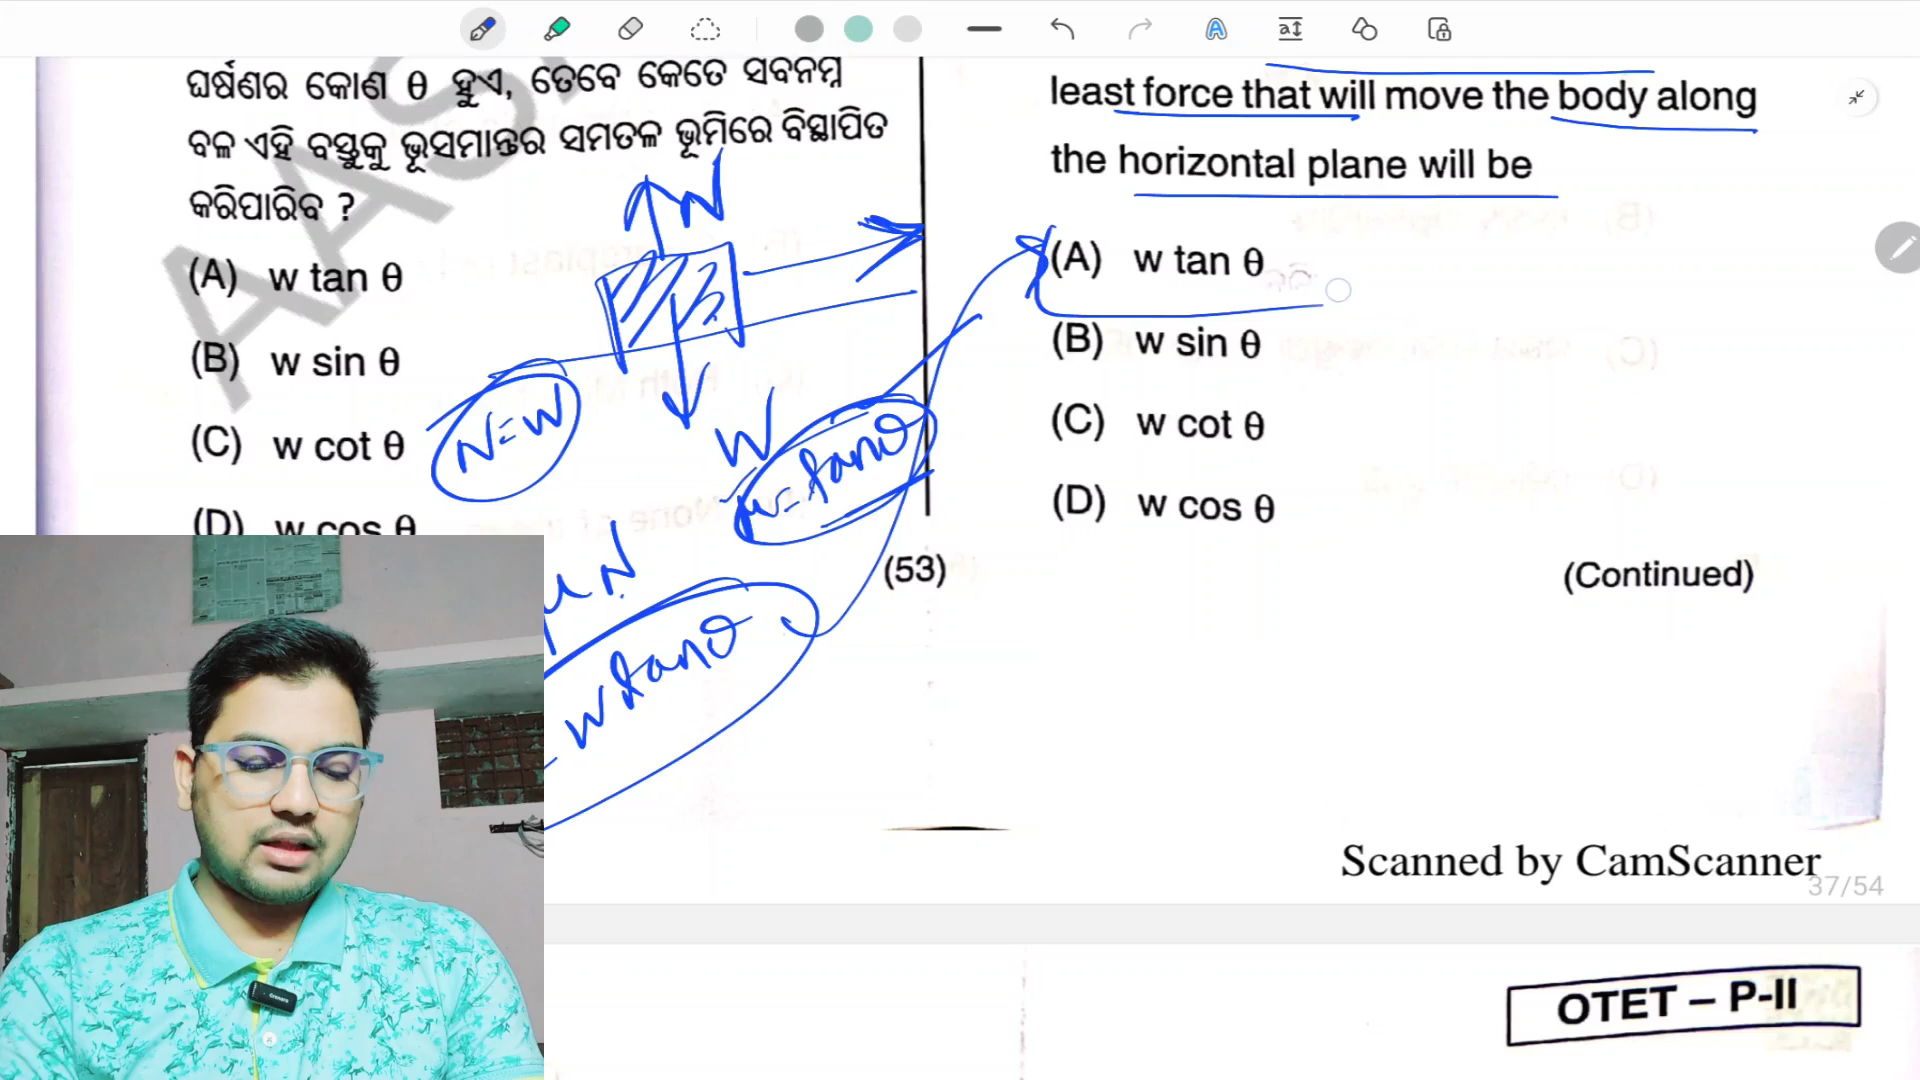 ଘର୍ଷଣର କୋଣ θ ହୁଏ, ତେବେ କେତେ ସବନିମ୍ନ
ବଳ ଏହି ବସ୍ତୁକୁ ଭୂସମାନ୍ତର ସମତଳ ଭୂମିରେ ବିସ୍ଥାପିତ
କରିପାରିବ ?
(A) w tan θ
(B) w sin θ
(C) w cot θ
(D) w cos θ
N
W
N=W
μ=tanθ
μN
w tanθ
least force that will move the body along
the horizontal plane will be
(A) w tan θ
(B) w sin θ
(C) w cot θ
(D) w cos θ
(53)
(Continued)
Scanned by CamScanner
37/54
OTET – P-II